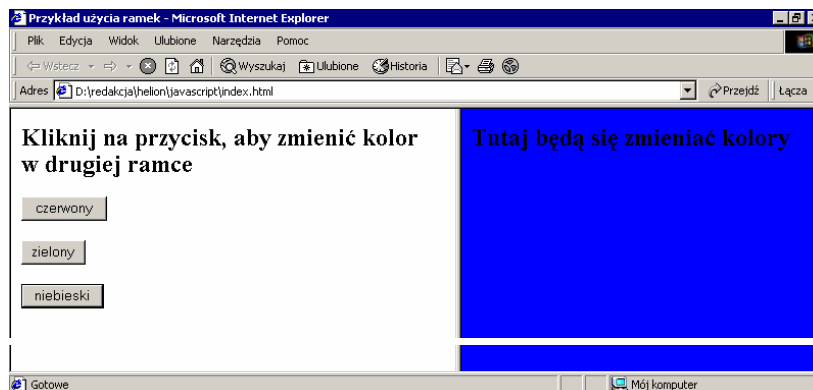 Przykład użycia ramek - Microsoft Internet Explorer
Plik Edycja Widok Ulubione Narzędzia Pomoc
Wstecz Wyszukaj Ulubione Historia
Adres D:\redakcja\helion\javascript\index.html Przejdź Łącza
Kliknij na przycisk, aby zmienić kolor
w drugiej ramce
czerwony
zielony
niebieski
Tutaj będą się zmieniać kolory
Gotowe Mój komputer